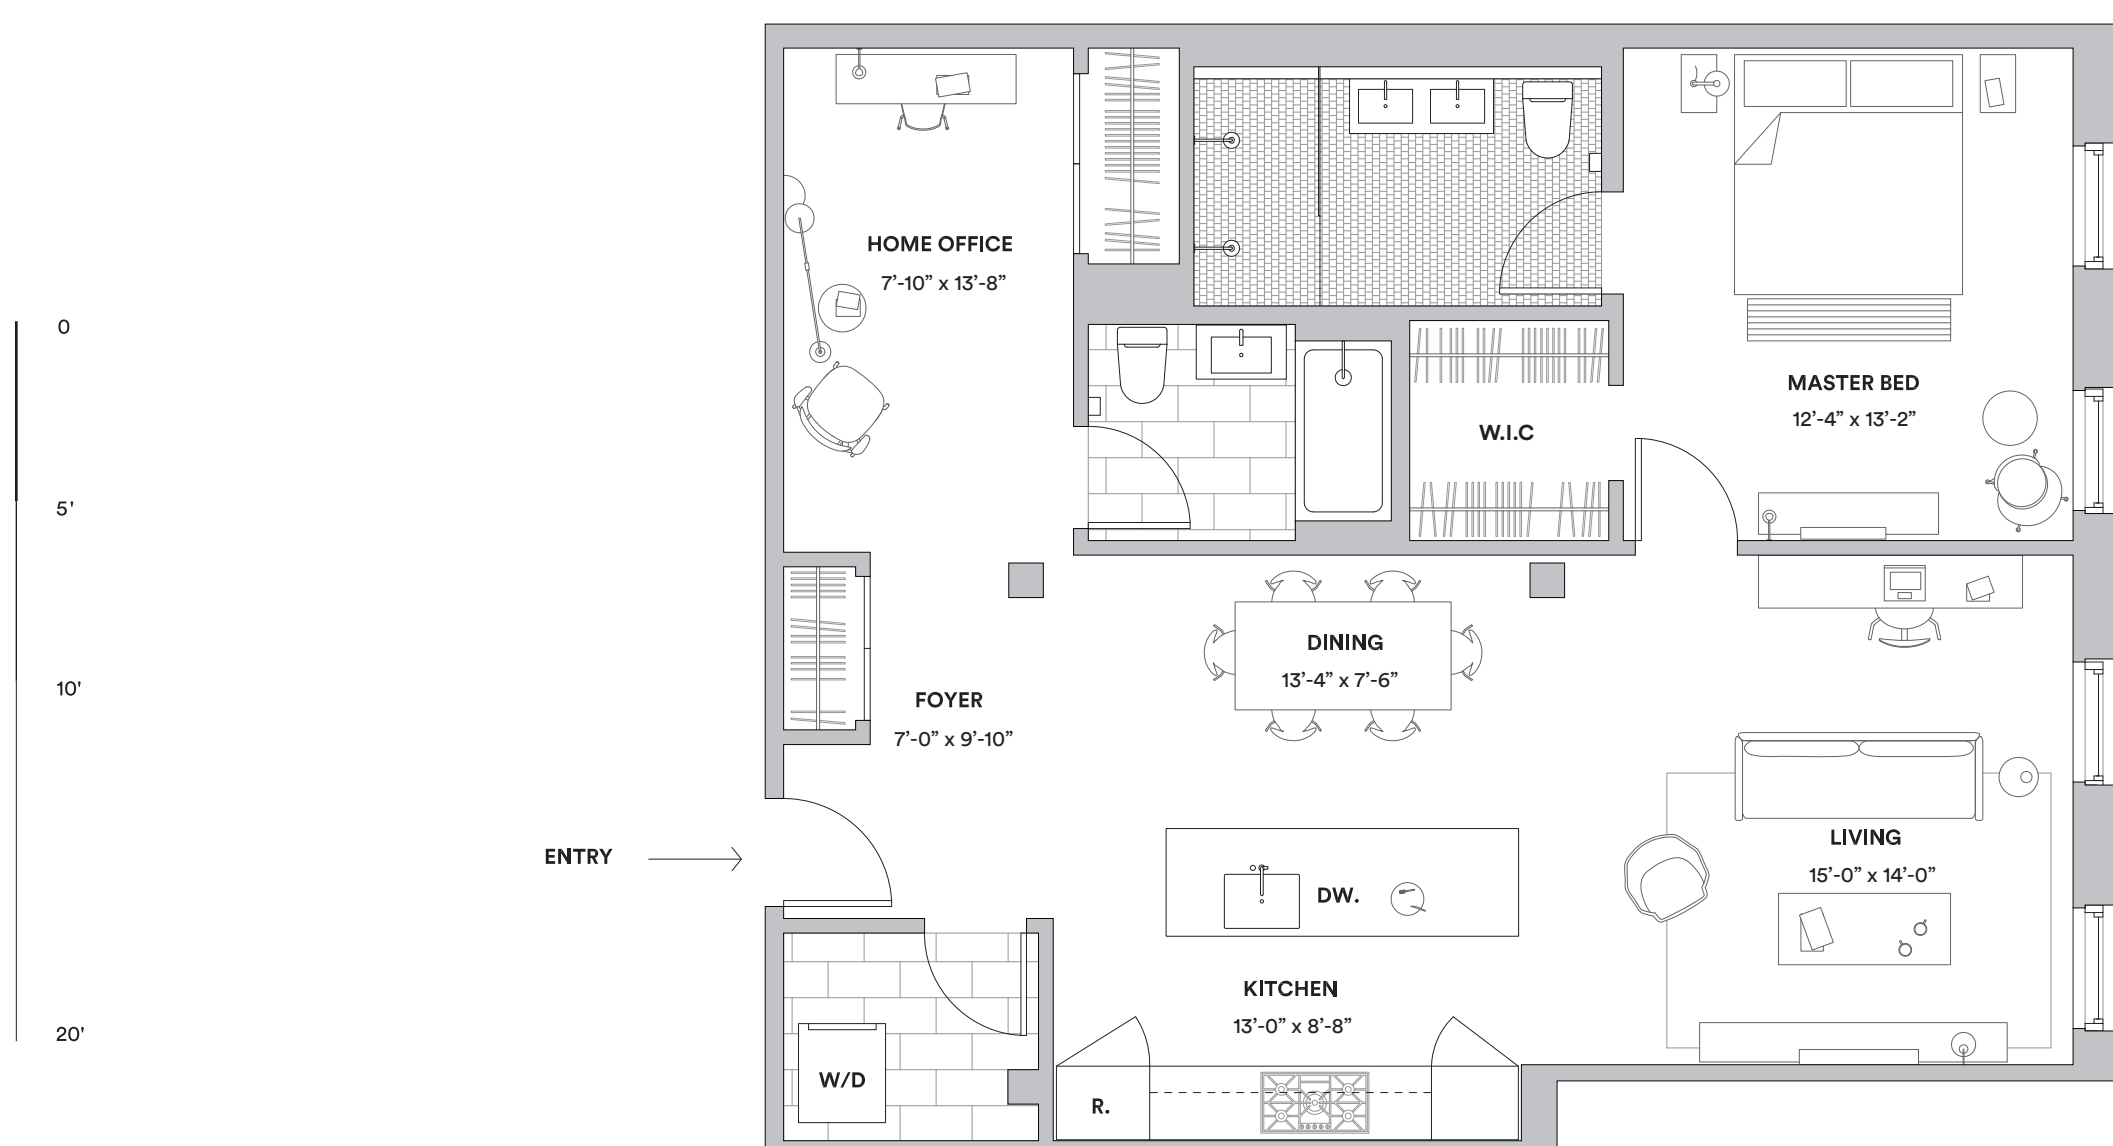 0
5'
10'
20'
ENTRY
HOME OFFICE
7’-10” x 13’-8”
MASTER BED
12’-4” x 13’-2”
W.I.C
FOYER
7’-0” x 9’-10”
DINING
13’-4” x 7’-6”
LIVING
15’-0” x 14’-0”
DW.
KITCHEN
13’-0” x 8’-8”
W/D
R.